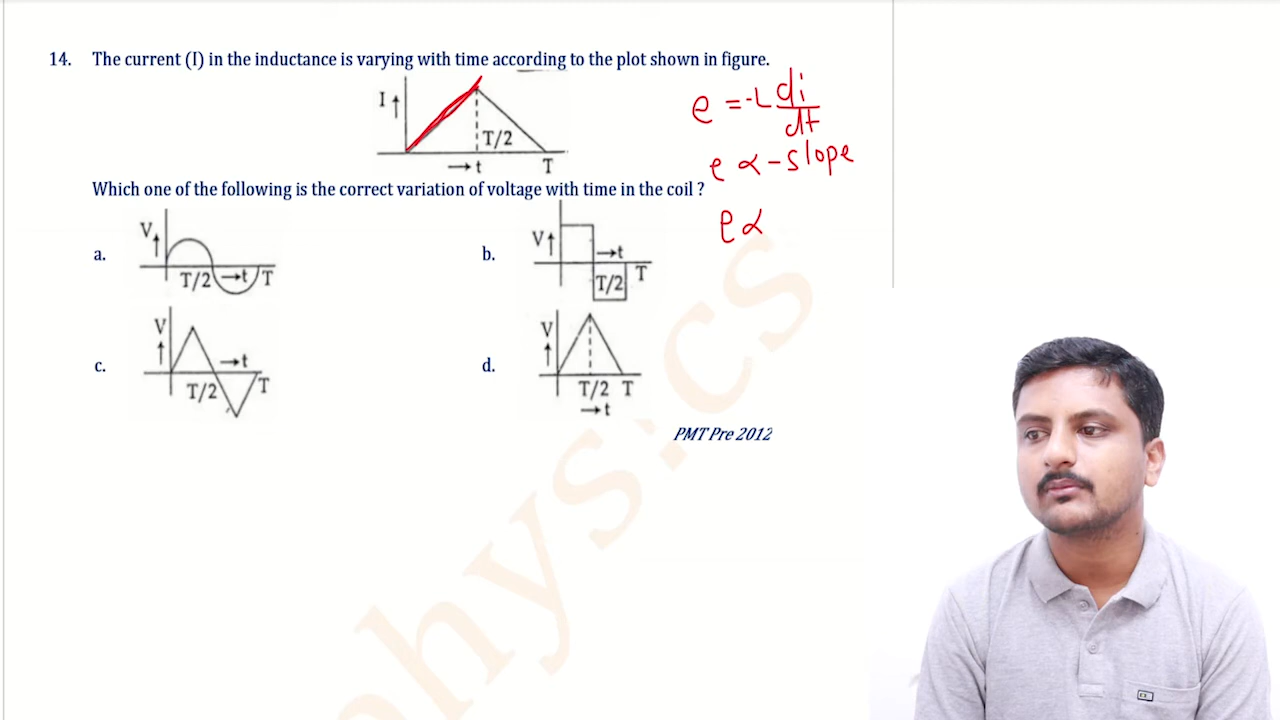 14. The current (I) in the inductance is varying with time according to the plot shown in figure.
I
T/2
→t
T
e = -L di/dt
e ∝ - slope
e ∝
Which one of the following is the correct variation of voltage with time in the coil ?
a.
V
T/2 →t T
b.
V
→t
T/2 T
c.
V
→t
T/2 T
d.
V
T/2 T
→t
PMT Pre 2012
physics